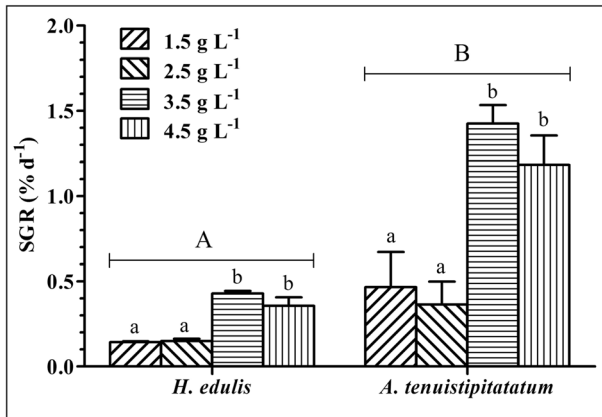 2.0
1.5 g L-1
2.5 g L-1
3.5 g L-1
4.5 g L-1
B
b
1.5
b
SGR (% d-1)
1.0
A
a
a
0.5
b
b
a
a
0.0
H. edulis
A. tenuistipitatatum